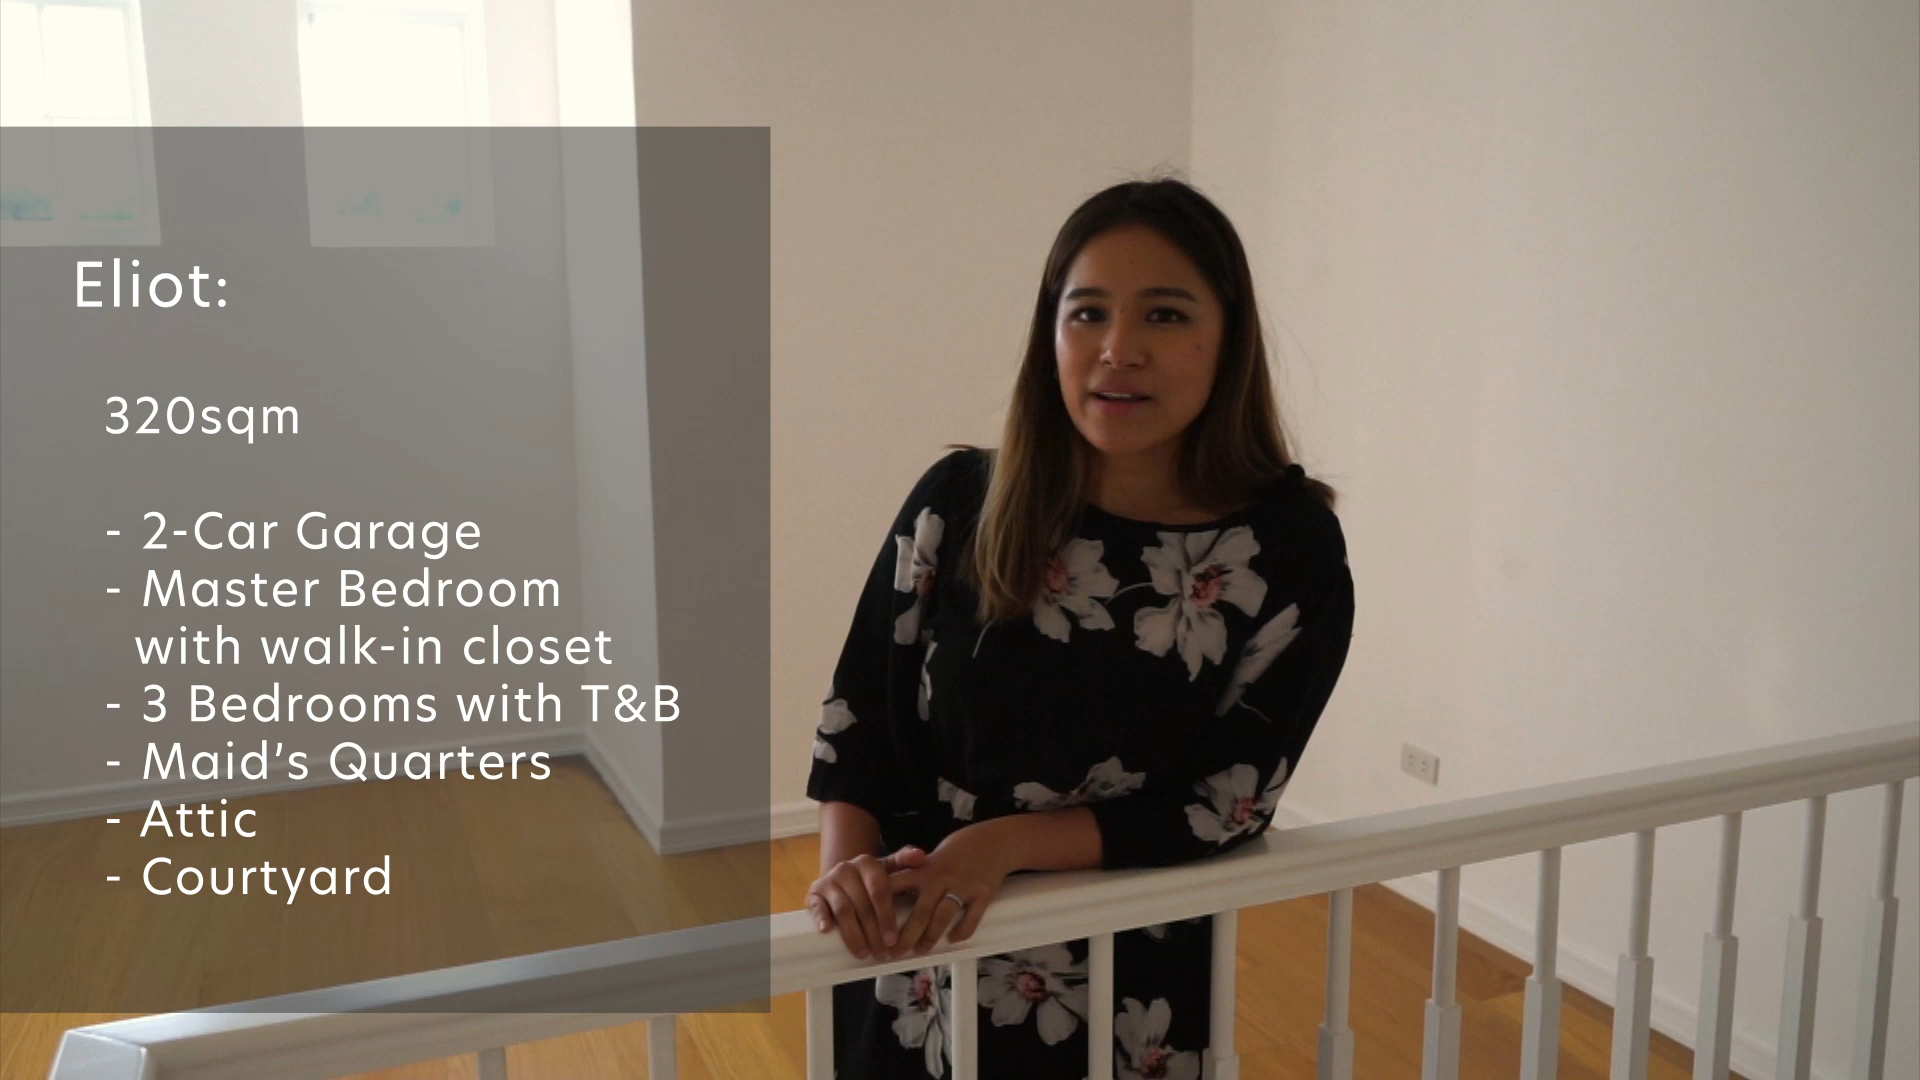 Eliot:
320sqm
- 2-Car Garage
- Master Bedroom
with walk-in closet
- 3 Bedrooms with T&B
- Maid's Quarters
- Attic
- Courtyard